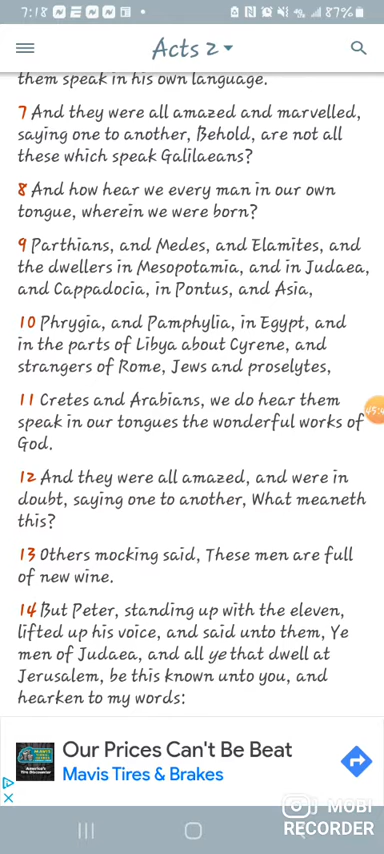 7:18
87%
Acts 2
them speak in his own language.
7 And they were all amazed and marvelled,
saying one to another, Behold, are not all
these which speak Galilaeans?
8 And how hear we every man in our own
tongue, wherein we were born?
9 Parthians, and Medes, and Elamites, and
the dwellers in Mesopotamia, and in Judaea,
and Cappadocia, in Pontus, and Asia,
10 Phrygia, and Pamphylia, in Egypt, and
in the parts of Libya about Cyrene, and
strangers of Rome, Jews and proselytes,
11 Cretes and Arabians, we do hear them
speak in our tongues the wonderful works of
God.
12 And they were all amazed, and were in
doubt, saying one to another, What meaneth
this?
13 Others mocking said, These men are full
of new wine.
14 But Peter, standing up with the eleven,
lifted up his voice, and said unto them, Ye
men of Judaea, and all ye that dwell at
Jerusalem, be this known unto you, and
hearken to my words:
Our Prices Can't Be Beat
Mavis Tires & Brakes
MOBI
RECORDER